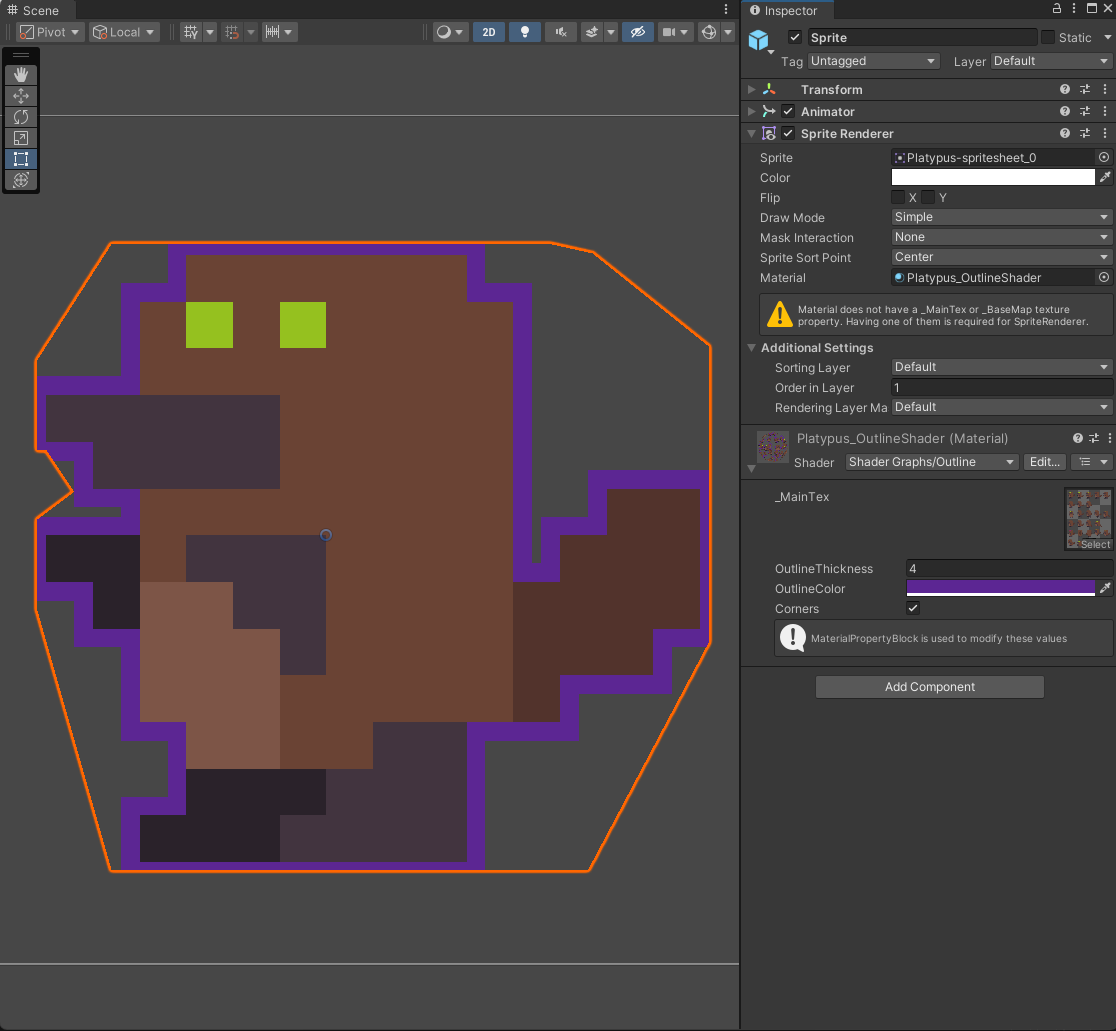 Scene
Inspector
Pivot
Local
2D
Sprite
Static
Tag
Untagged
Layer
Default
Transform
Animator
Sprite Renderer
Sprite
Platypus-spritesheet_0
Color
Flip
X
Y
Draw Mode
Simple
Mask Interaction
None
Sprite Sort Point
Center
Material
Platypus_OutlineShader
Material does not have a _MainTex or _BaseMap texture
property. Having one of them is required for SpriteRenderer.
Additional Settings
Sorting Layer
Default
Order in Layer
1
Rendering Layer Ma
Default
Platypus_OutlineShader (Material)
Shader
Shader Graphs/Outline
Edit...
_MainTex
Select
OutlineThickness
4
OutlineColor
Corners
MaterialPropertyBlock is used to modify these values
Add Component